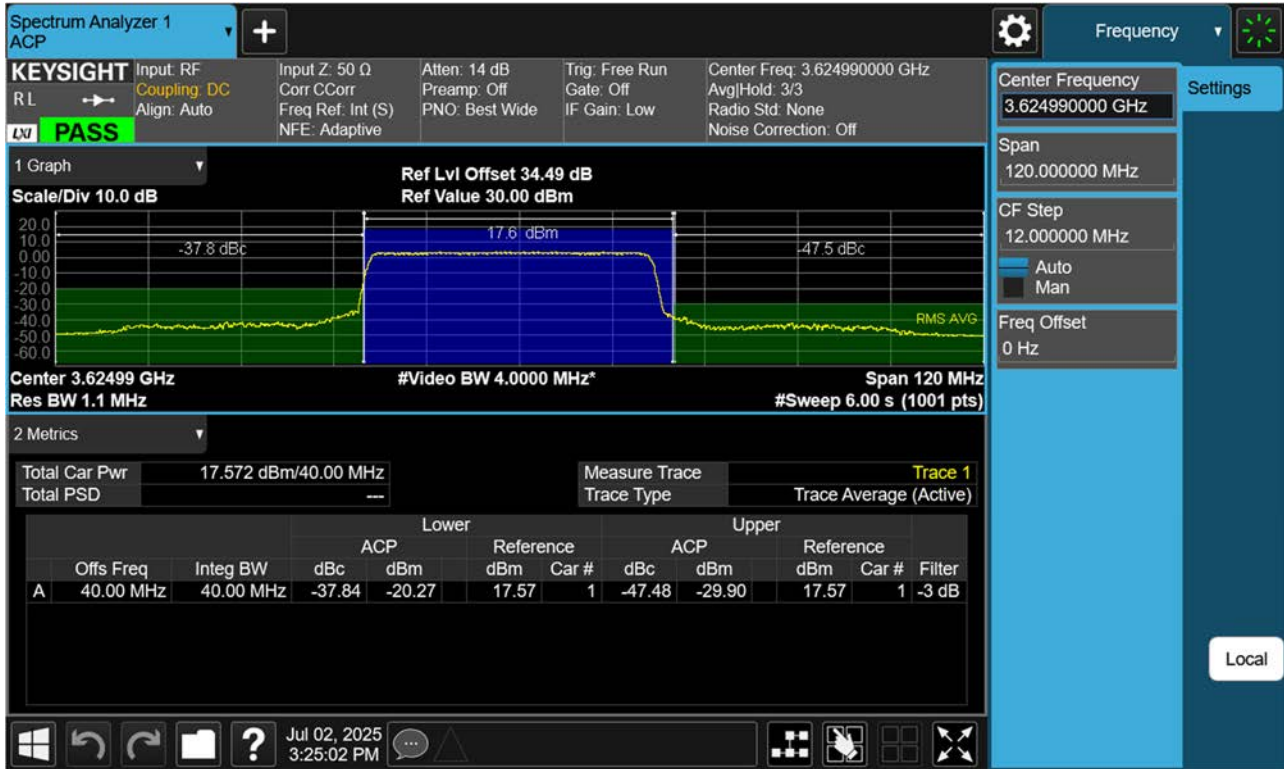 Spectrum Analyzer 1
ACP
+
Frequency
KEYSIGHT
R L
LXI
PASS
Input: RF
Coupling: DC
Align: Auto
Input Z: 50 Ω
Corr CCorr
Freq Ref: Int (S)
NFE: Adaptive
Atten: 14 dB
Preamp: Off
PNO: Best Wide
Trig: Free Run
Gate: Off
IF Gain: Low
Center Freq: 3.624990000 GHz
Avg|Hold: 3/3
Radio Std: None
Noise Correction: Off
Center Frequency
3.624990000 GHz
Settings
Span
120.000000 MHz
CF Step
12.000000 MHz
Auto
Man
Freq Offset
0 Hz
Local
1 Graph
Scale/Div 10.0 dB
Ref Lvl Offset 34.49 dB
Ref Value 30.00 dBm
20.0
10.0
0.00
-10.0
-20.0
-30.0
-40.0
-50.0
-60.0
-37.8 dBc
17.6 dBm
-47.5 dBc
RMS AVG
Center 3.62499 GHz #Video BW 4.0000 MHz* Span 120 MHz
Res BW 1.1 MHz #Sweep 6.00 s (1001 pts)
2 Metrics
Total Car Pwr 17.572 dBm/40.00 MHz Measure Trace Trace 1
Total PSD --- Trace Type Trace Average (Active)
Lower Upper
ACP Reference ACP Reference
Offs Freq Integ BW dBc dBm dBm Car # dBc dBm dBm Car # Filter
A 40.00 MHz 40.00 MHz -37.84 -20.27 17.57 1 -47.48 -29.90 17.57 1 -3 dB
?
Jul 02, 2025
3:25:02 PM